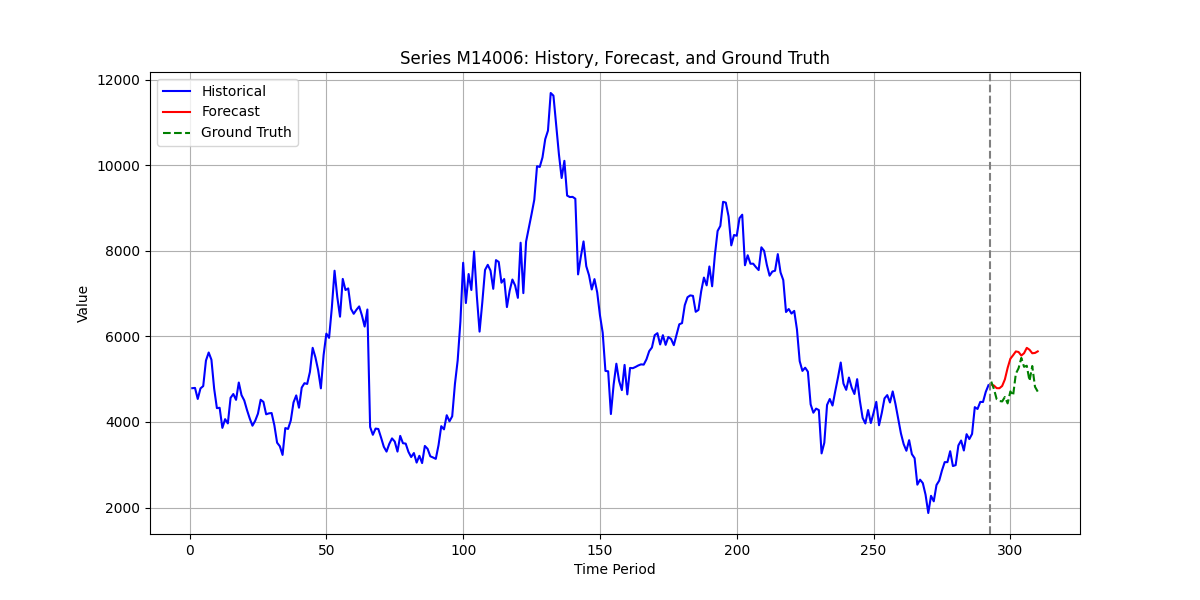 Series M14006: History, Forecast, and Ground Truth
Historical
Forecast
Ground Truth
12000
10000
8000
6000
4000
2000
Value
0 50 100 150 200 250 300
Time Period